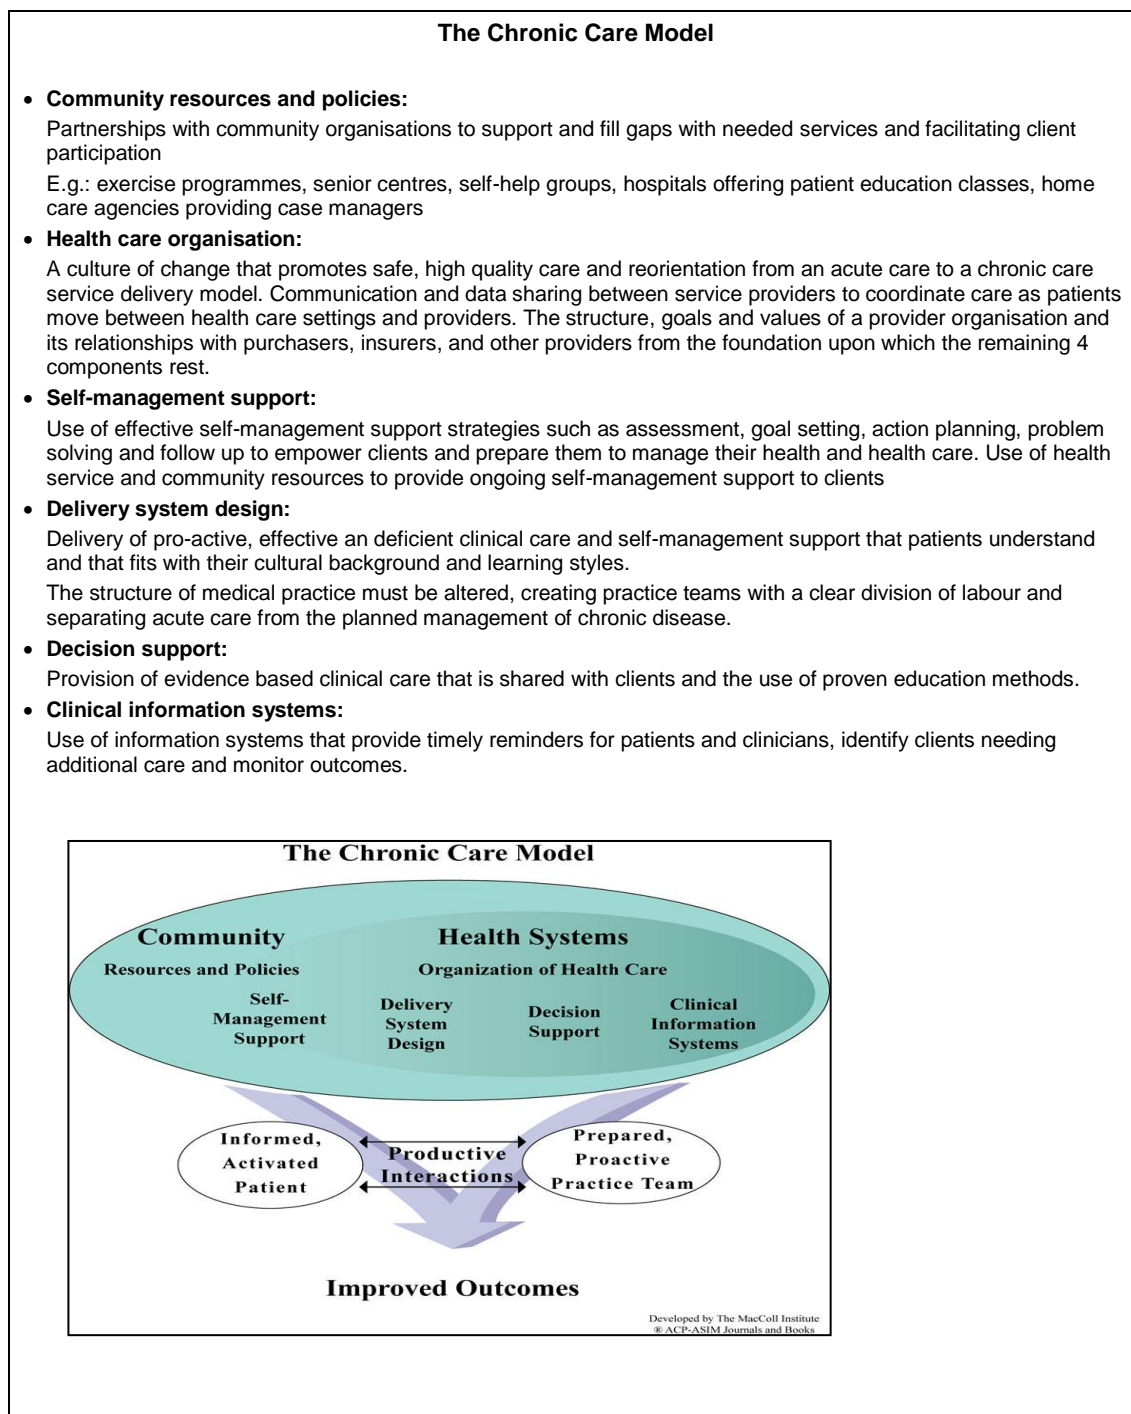 The Chronic Care Model
• Community resources and policies:
Partnerships with community organisations to support and fill gaps with needed services and facilitating client
participation
E.g.: exercise programmes, senior centres, self-help groups, hospitals offering patient education classes, home
care agencies providing case managers
• Health care organisation:
A culture of change that promotes safe, high quality care and reorientation from an acute care to a chronic care
service delivery model. Communication and data sharing between service providers to coordinate care as patients
move between health care settings and providers. The structure, goals and values of a provider organisation and
its relationships with purchasers, insurers, and other providers from the foundation upon which the remaining 4
components rest.
• Self-management support:
Use of effective self-management support strategies such as assessment, goal setting, action planning, problem
solving and follow up to empower clients and prepare them to manage their health and health care. Use of health
service and community resources to provide ongoing self-management support to clients
• Delivery system design:
Delivery of pro-active, effective an deficient clinical care and self-management support that patients understand
and that fits with their cultural background and learning styles.
The structure of medical practice must be altered, creating practice teams with a clear division of labour and
separating acute care from the planned management of chronic disease.
• Decision support:
Provision of evidence based clinical care that is shared with clients and the use of proven education methods.
• Clinical information systems:
Use of information systems that provide timely reminders for patients and clinicians, identify clients needing
additional care and monitor outcomes.
The Chronic Care Model
Community
Resources and Policies
Health Systems
Organization of Health Care
Self-
Management
Support
Delivery
System
Design
Decision
Support
Clinical
Information
Systems
Informed,
Activated
Patient
Productive
Interactions
Prepared,
Proactive
Practice Team
Improved Outcomes
Developed by The MacColl Institute
® ACP-ASIM Journals and Books